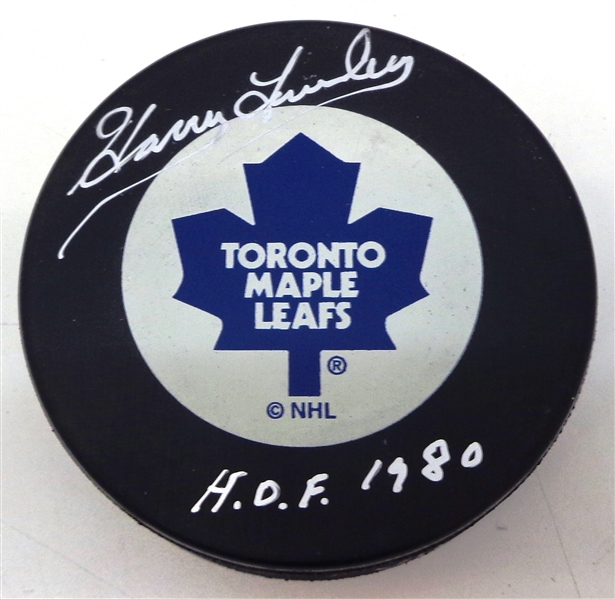 Harry Lumley
TORONTO
MAPLE
LEAFS
®
© NHL
H.O.F. 1980